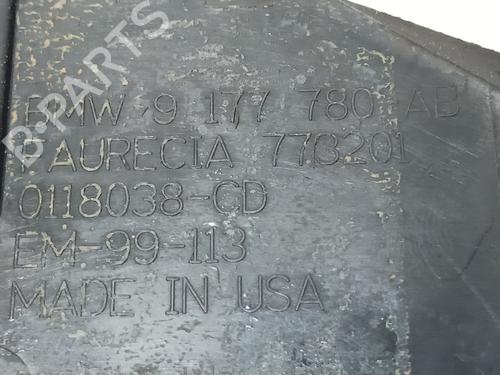 B-PARTS
BMW 9 177 780-AB
FAURECIA 773201
0118038-CD
EM-99-113
MADE IN USA